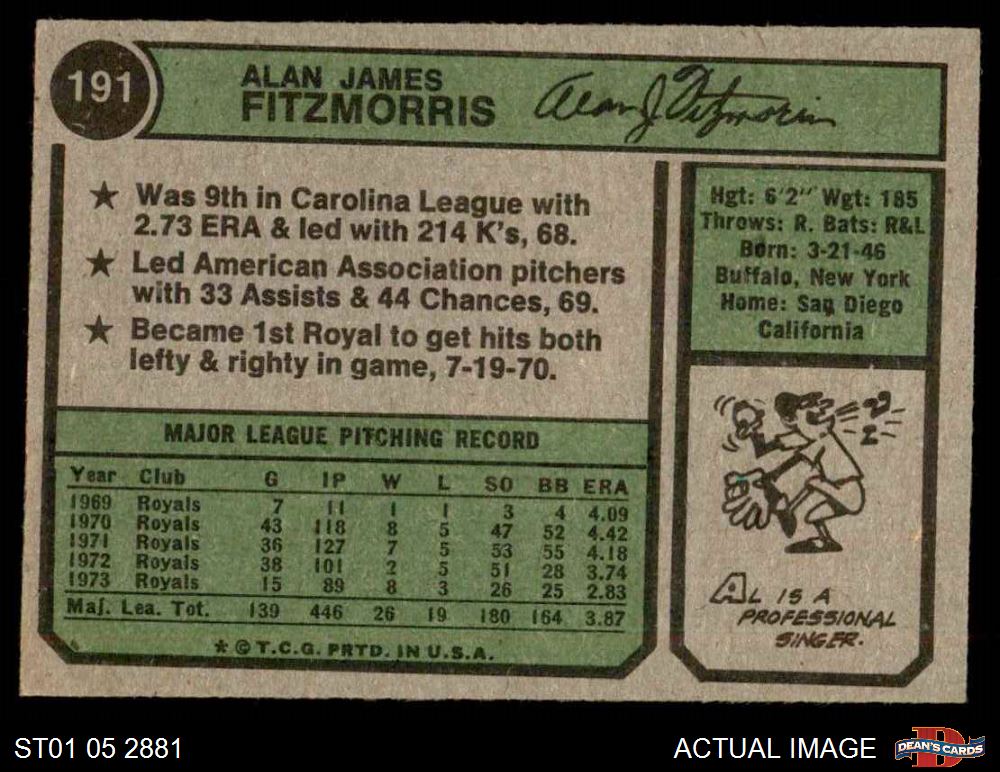 191
ALAN JAMES
FITZMORRIS
Alan J Fitzmorris
★ Was 9th in Carolina League with
2.73 ERA & led with 214 K's, 68.
★ Led American Association pitchers
with 33 Assists & 44 Chances, 69.
★ Became 1st Royal to get hits both
lefty & righty in game, 7-19-70.
Hgt: 6'2" Wgt: 185
Throws: R. Bats: R&L
Born: 3-21-46
Buffalo, New York
Home: San Diego
California
MAJOR LEAGUE PITCHING RECORD
Year Club G IP W L SO BB ERA
1969 Royals 7 11 1 1 3 4 4.09
1970 Royals 43 118 8 5 47 52 4.42
1971 Royals 36 127 7 5 53 55 4.18
1972 Royals 38 101 2 5 51 28 3.74
1973 Royals 15 89 8 3 26 25 2.83
Maj. Lea. Tot. 139 446 26 19 180 164 3.87
* © T.C.G. PRTD. IN U.S.A.
AL IS A
PROFESSIONAL
SINGER.
ST01 05 2881
ACTUAL IMAGE
D
DEAN'S CARDS